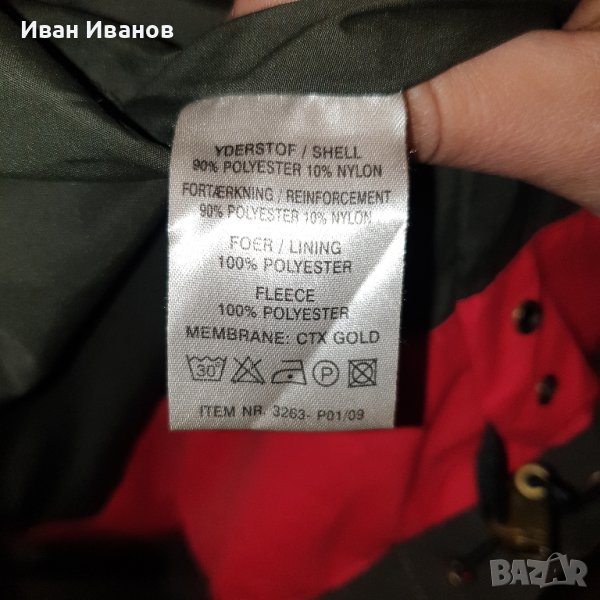 Иван Иванов
YDERSTOF / SHELL
90% POLYESTER 10% NYLON
FORTÆRKNING / REINFORCEMENT
90% POLYESTER 10% NYLON
FOER / LINING
100% POLYESTER
FLEECE
100% POLYESTER
MEMBRANE: CTX GOLD
30° P
ITEM NR. 3263- P01/09
BAZAR